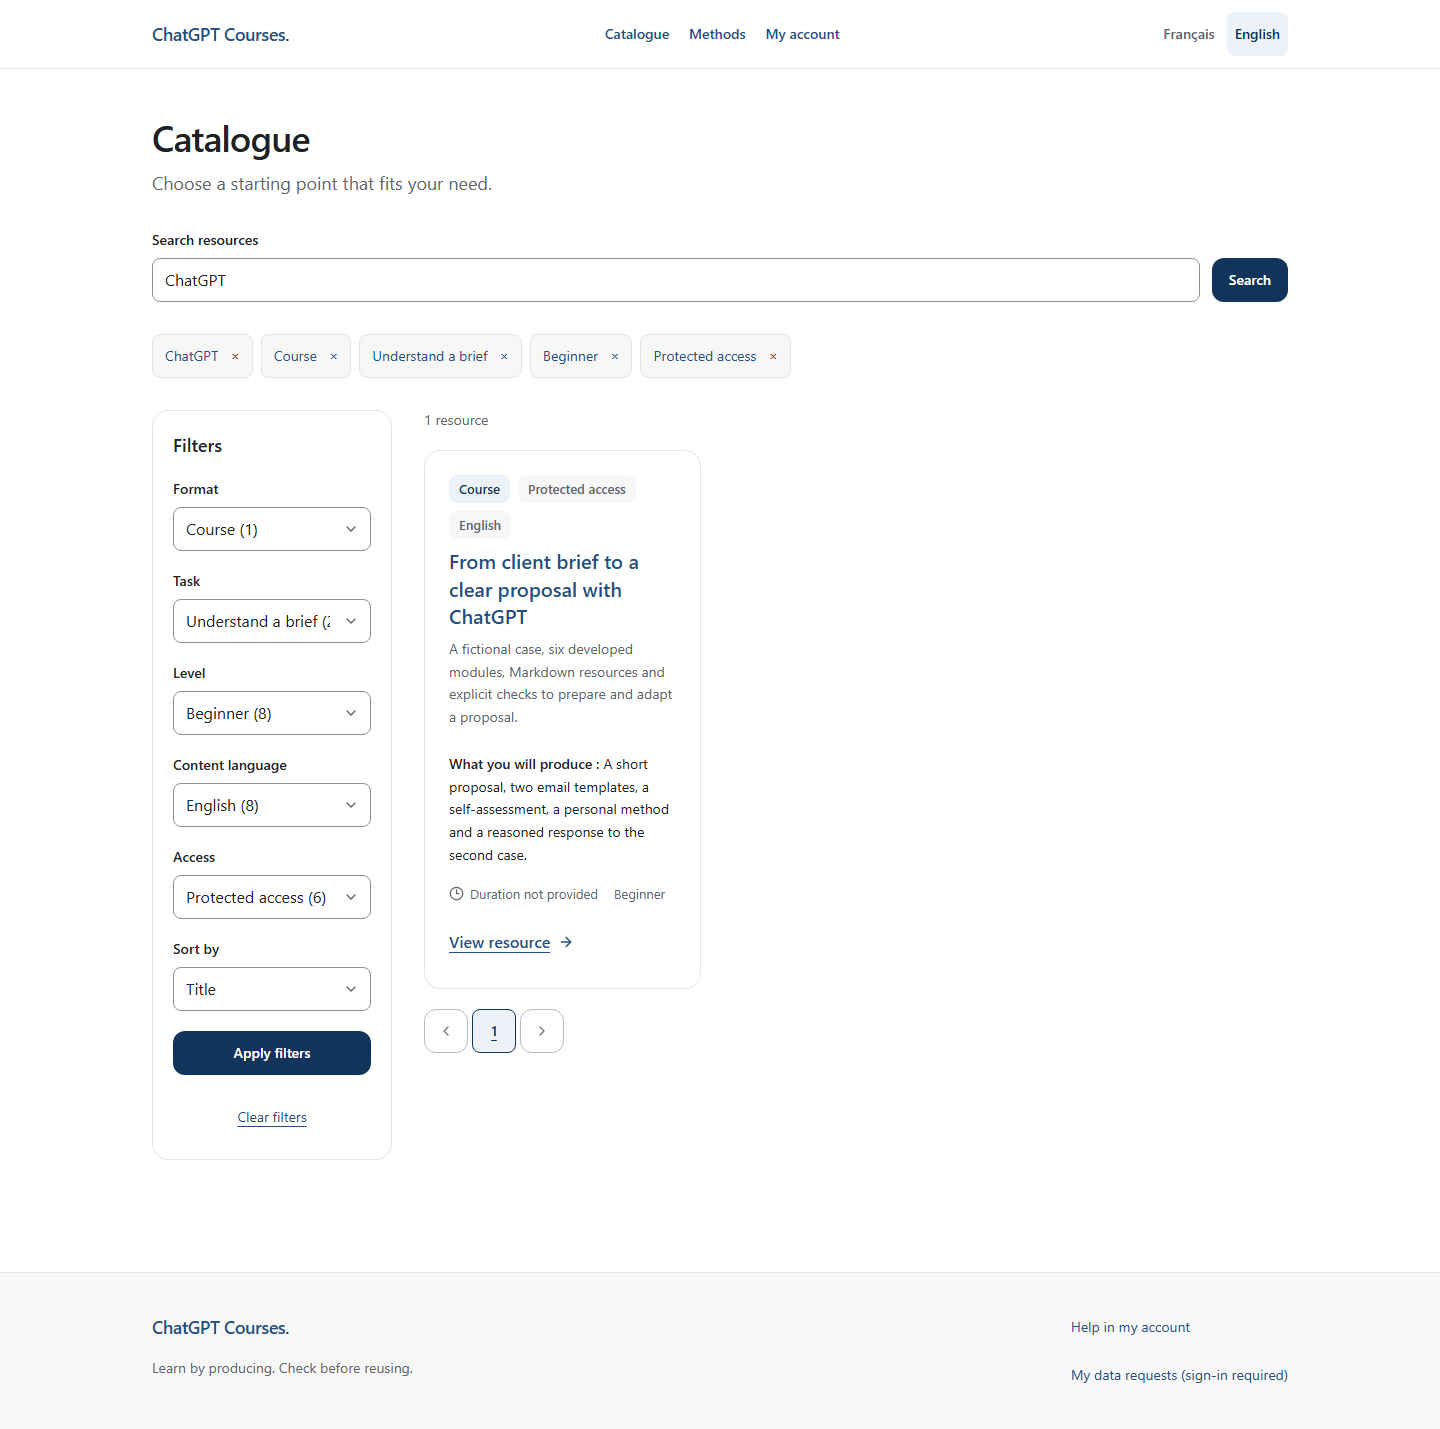 ChatGPT Courses.
Catalogue
Methods
My account
Français
English
Catalogue
Choose a starting point that fits your need.
Search resources
ChatGPT
Search
ChatGPT ×
Course ×
Understand a brief ×
Beginner ×
Protected access ×
Filters
Format
Course (1)
Task
Understand a brief (
Level
Beginner (8)
Content language
English (8)
Access
Protected access (6)
Sort by
Title
Apply filters
Clear filters
1 resource
Course
Protected access
English
From client brief to a
clear proposal with
ChatGPT
A fictional case, six developed
modules, Markdown resources and
explicit checks to prepare and adapt
a proposal.
What you will produce : A short
proposal, two email templates, a
self-assessment, a personal method
and a reasoned response to the
second case.
Duration not provided
Beginner
View resource
1
ChatGPT Courses.
Learn by producing. Check before reusing.
Help in my account
My data requests (sign-in required)